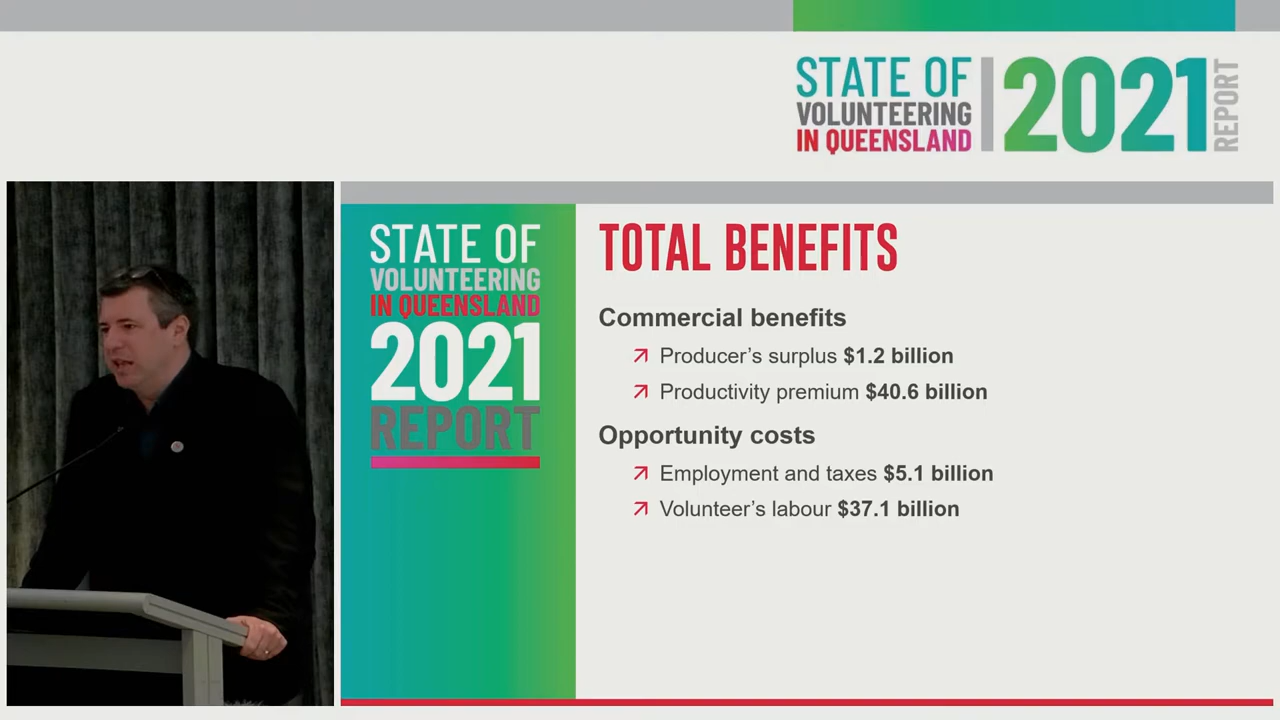 STATE OF
VOLUNTEERING
IN QUEENSLAND
2021
REPORT
STATE OF
VOLUNTEERING
IN QUEENSLAND
2021
REPORT
TOTAL BENEFITS
Commercial benefits
Producer’s surplus $1.2 billion
Productivity premium $40.6 billion
Opportunity costs
Employment and taxes $5.1 billion
Volunteer’s labour $37.1 billion